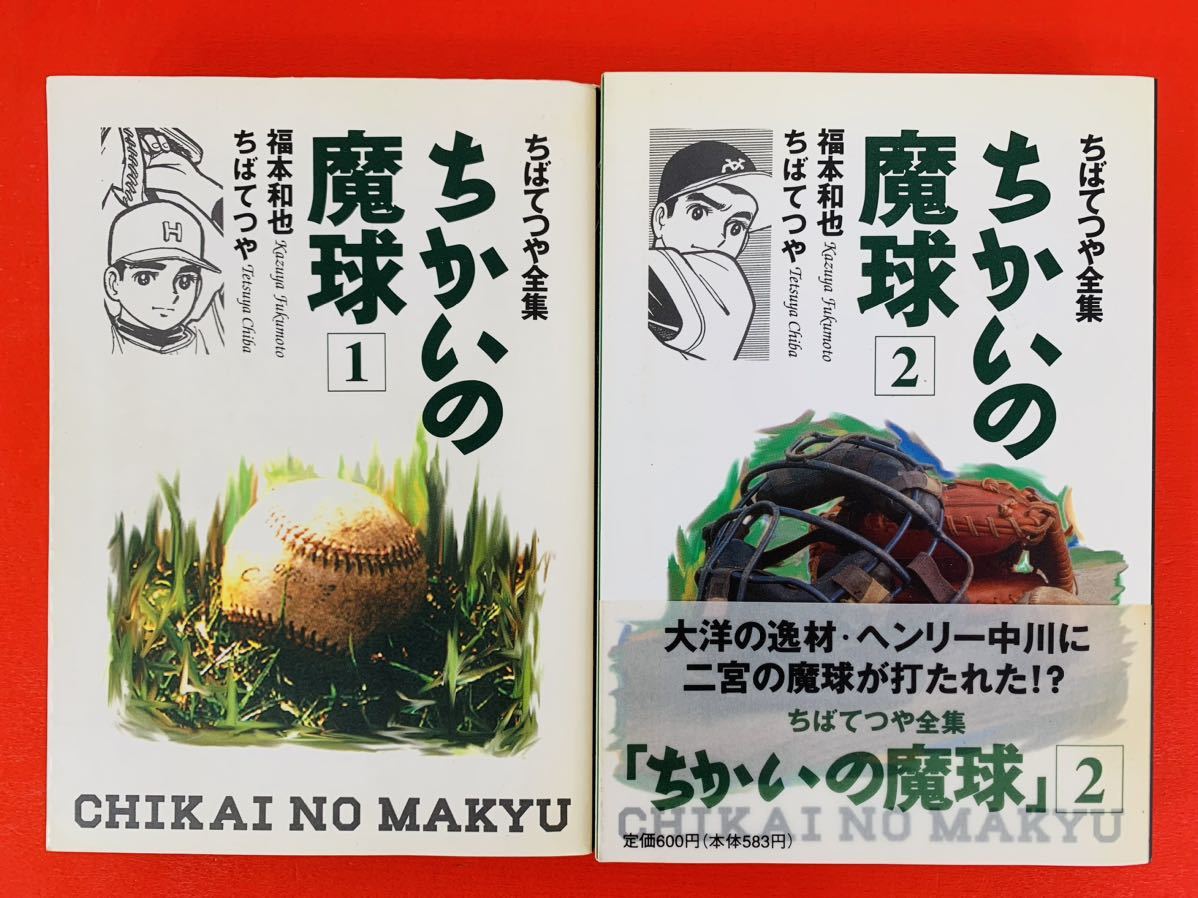 ちばてつや全集
ちかいの
魔球
1
福本和也 Kazuya Fukumoto
ちばてつや Tetsuya Chiba
H
CHIKAI NO MAKYU
ちばてつや全集
ちかいの
魔球
2
福本和也 Kazuya Fukumoto
ちばてつや Tetsuya Chiba
大洋の逸材・ヘンリー中川に
二宮の魔球が打たれた!?
ちばてつや全集
「ちかいの魔球」2
CHIKAI NO MAKYU
定価600円(本体583円)